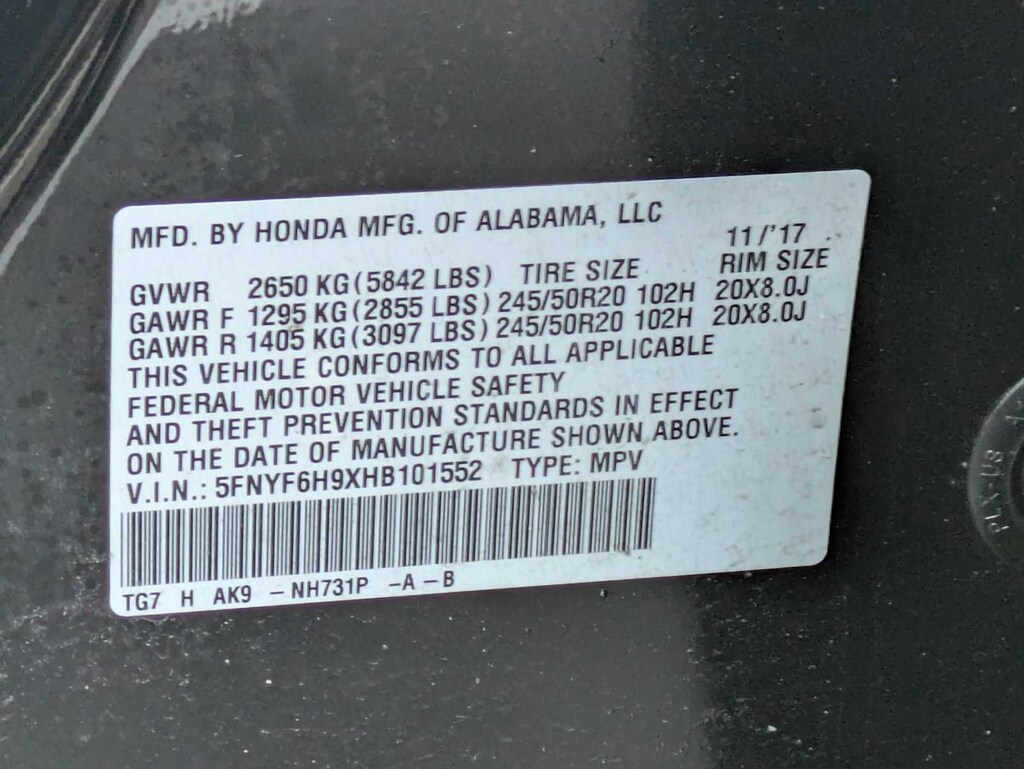 MFD. BY HONDA MFG. OF ALABAMA, LLC
11/'17
GVWR 2650 KG (5842 LBS) TIRE SIZE RIM SIZE
GAWR F 1295 KG (2855 LBS) 245/50R20 102H 20X8.0J
GAWR R 1405 KG (3097 LBS) 245/50R20 102H 20X8.0J
THIS VEHICLE CONFORMS TO ALL APPLICABLE
FEDERAL MOTOR VEHICLE SAFETY
AND THEFT PREVENTION STANDARDS IN EFFECT
ON THE DATE OF MANUFACTURE SHOWN ABOVE.
V.I.N.: 5FNYF6H9XHB101552 TYPE: MPV
TG7 H AK9 – NH731P –A – B